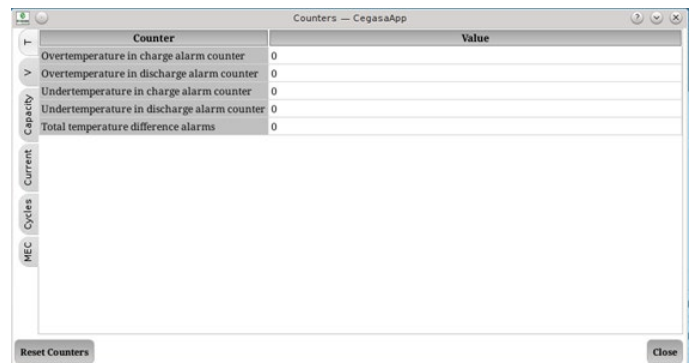 Counters — CegasaApp
Counter Value
Overtemperature in charge alarm counter 0
Overtemperature in discharge alarm counter 0
Undertemperature in charge alarm counter 0
Undertemperature in discharge alarm counter 0
Total temperature difference alarms 0
T
V
Capacity
Current
Cycles
MEC
Reset Counters
Close